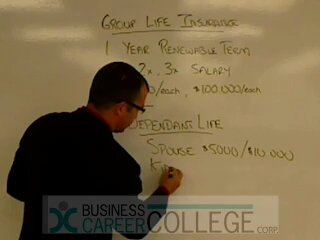 GROUP LIFE INSURANCE
1 YEAR RENEWABLE TERM
2x, 3x SALARY
/each, $100.000/each
DEPENDANT LIFE
SPOUSE $5000/$10.000
BUSINESS
CAREER COLLEGE CORP.